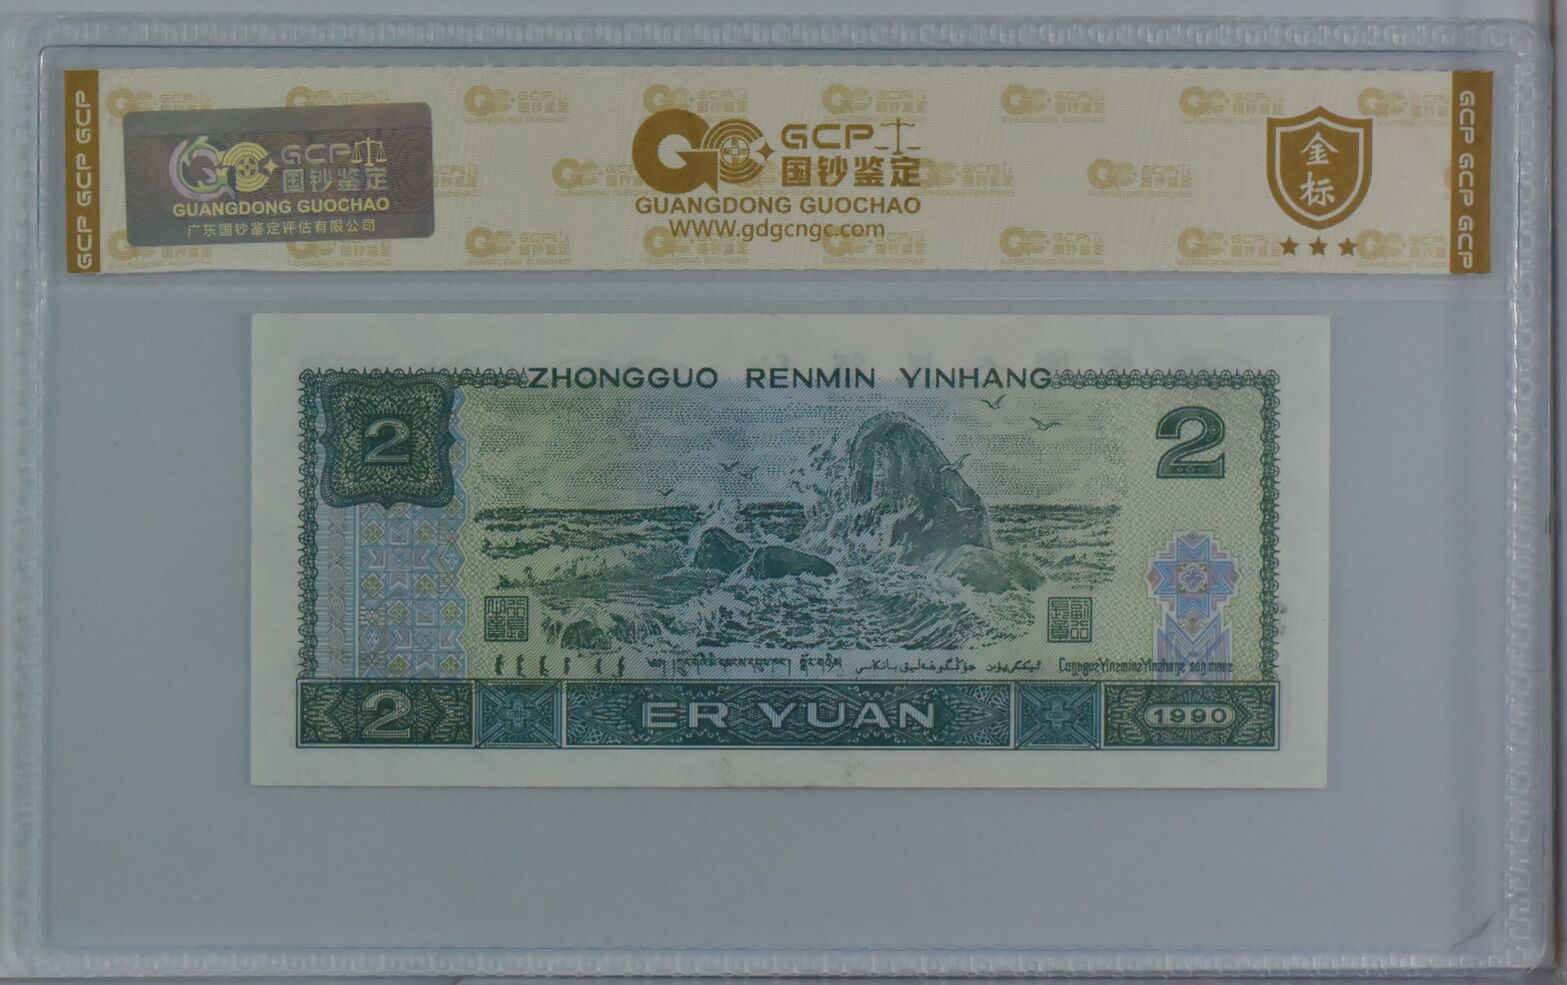 GCP GCP GCP
GCP
国钞鉴定
GUANGDONG GUOCHAO
广东国钞鉴定评估有限公司
GCP
国钞鉴定
GUANGDONG GUOCHAO
WWW.gdgcngc.com
金
标
GCP GCP GCP
ZHONGGUO RENMIN YINHANG
2
2
2
ER YUAN
1990